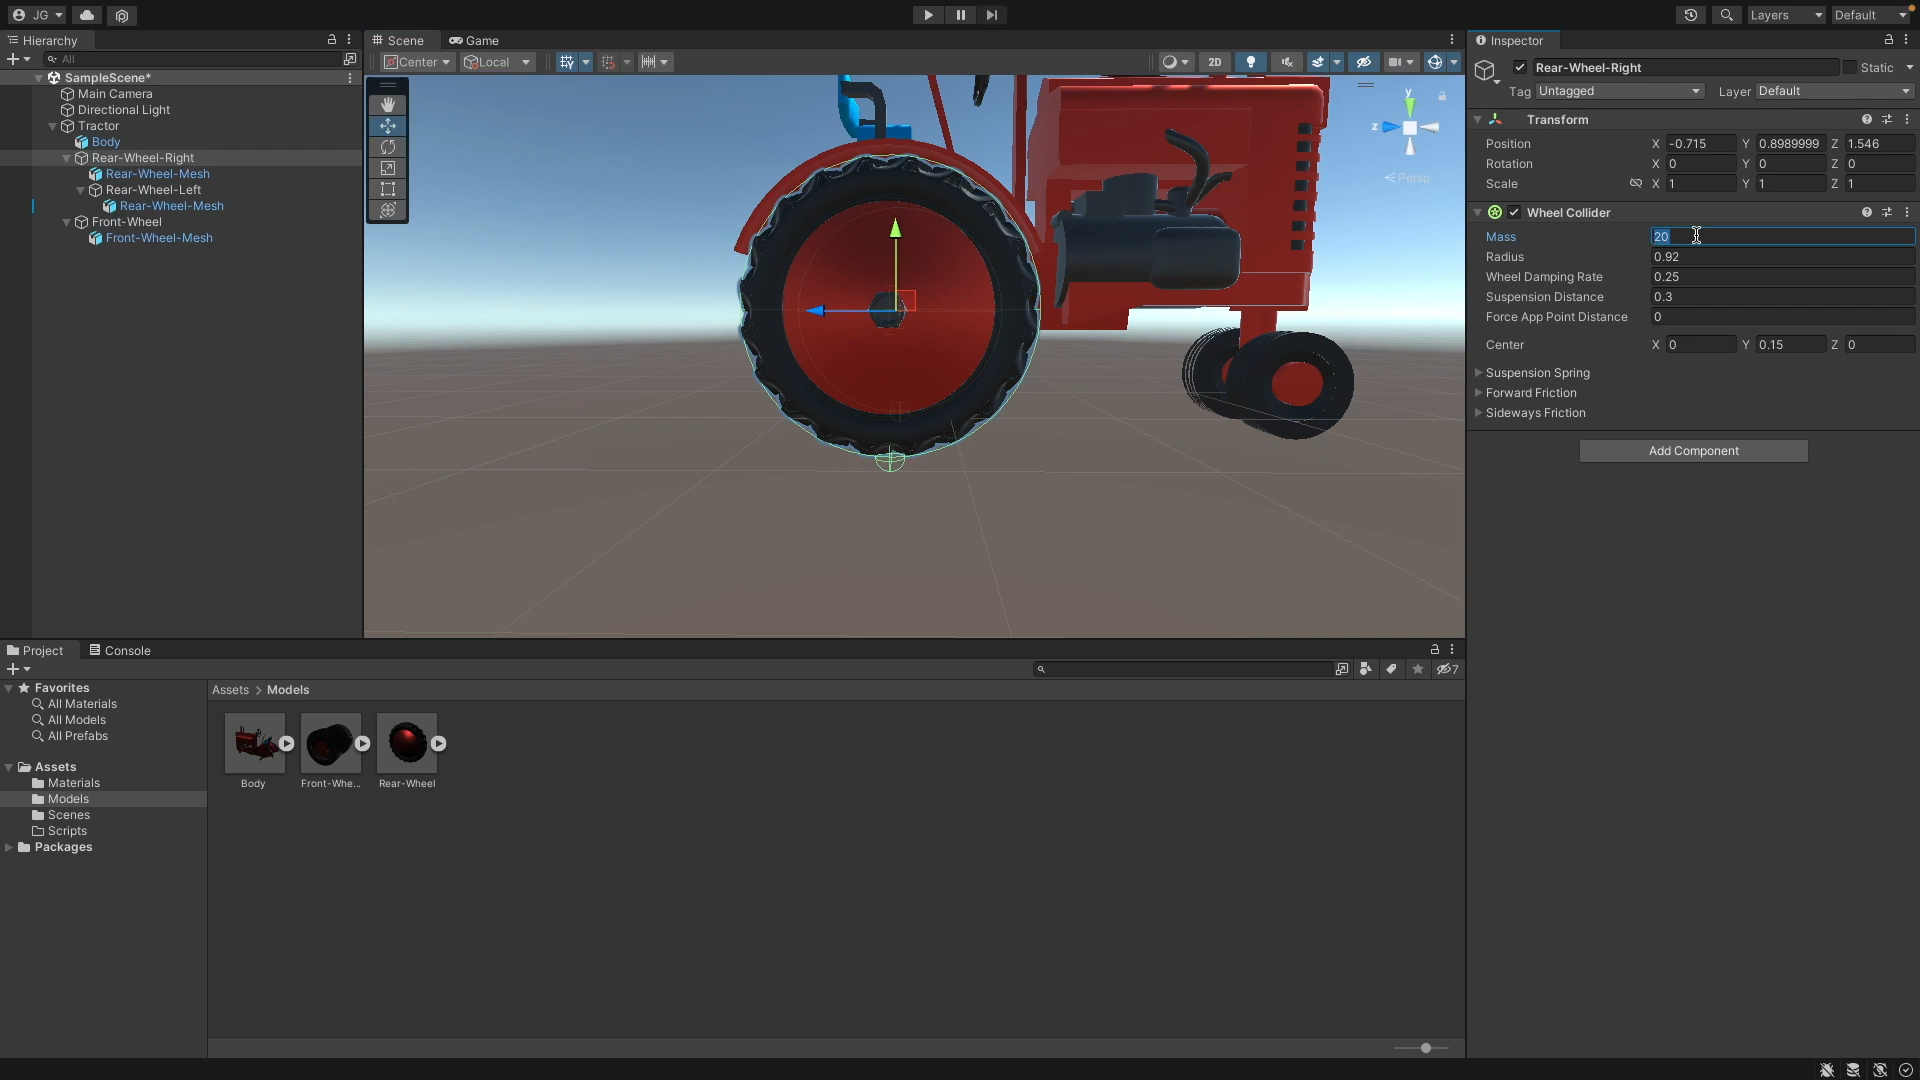 JG
Layers
Default
Hierarchy
All
SampleScene*
Main Camera
Directional Light
Tractor
Body
Rear-Wheel-Right
Rear-Wheel-Mesh
Rear-Wheel-Left
Rear-Wheel-Mesh
Front-Wheel
Front-Wheel-Mesh
Scene
Game
Center
Local
2D
y
z
Persp
Inspector
Rear-Wheel-Right
Static
Tag Untagged Layer Default
Transform
Position X -0.715 Y 0.8989999 Z 1.546
Rotation X 0 Y 0 Z 0
Scale X 1 Y 1 Z 1
Wheel Collider
Mass 20
Radius 0.92
Wheel Damping Rate 0.25
Suspension Distance 0.3
Force App Point Distance 0
Center X 0 Y 0.15 Z 0
Suspension Spring
Forward Friction
Sideways Friction
Add Component
Project
Console
7
Favorites
All Materials
All Models
All Prefabs
Assets
Materials
Models
Scenes
Scripts
Packages
Assets > Models
Body
Front-Whe...
Rear-Wheel